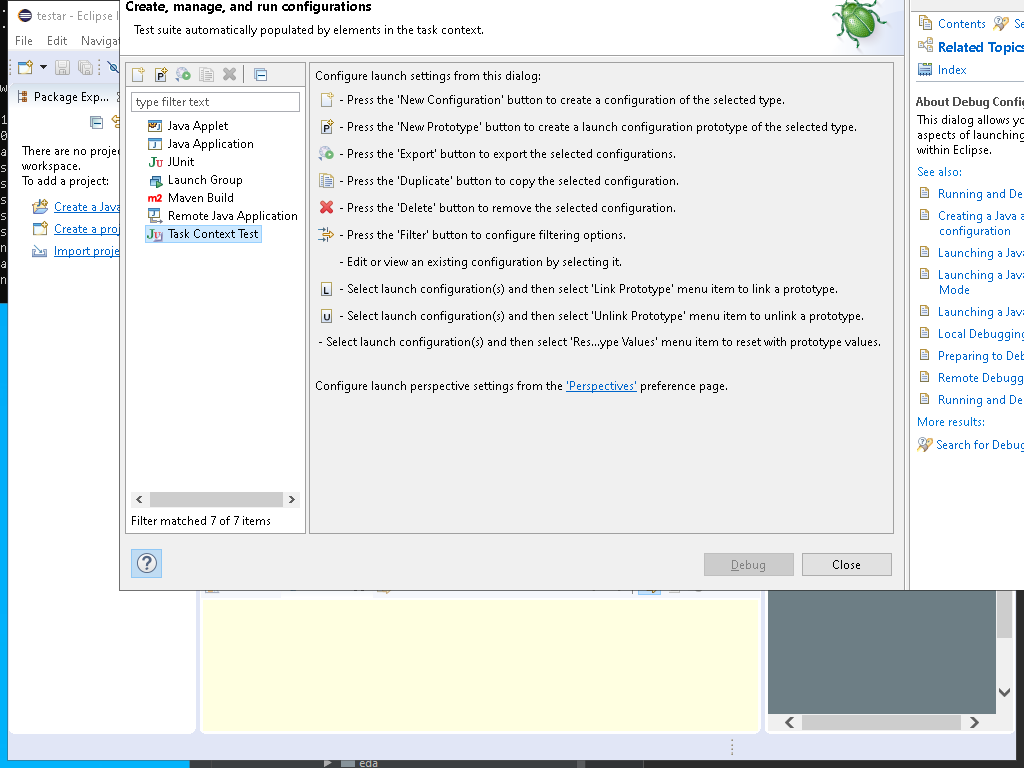 testar - Eclipse I
File Edit Navigat
Package Exp...
There are no projec
workspace.
To add a project:
Create a Java
Create a proj
Import proje
Create, manage, and run configurations
Test suite automatically populated by elements in the task context.
type filter text
Java Applet
Java Application
JUnit
Launch Group
Maven Build
Remote Java Application
Task Context Test
Filter matched 7 of 7 items
Configure launch settings from this dialog:
- Press the 'New Configuration' button to create a configuration of the selected type.
- Press the 'New Prototype' button to create a launch configuration prototype of the selected type.
- Press the 'Export' button to export the selected configurations.
- Press the 'Duplicate' button to copy the selected configuration.
- Press the 'Delete' button to remove the selected configuration.
- Press the 'Filter' button to configure filtering options.
- Edit or view an existing configuration by selecting it.
- Select launch configuration(s) and then select 'Link Prototype' menu item to link a prototype.
- Select launch configuration(s) and then select 'Unlink Prototype' menu item to unlink a prototype.
- Select launch configuration(s) and then select 'Res...ype Values' menu item to reset with prototype values.
Configure launch perspective settings from the 'Perspectives' preference page.
Debug
Close
Contents Se
Related Topics
Index
About Debug Config
This dialog allows yo
aspects of launching
within Eclipse.
See also:
Running and De
Creating a Java a
configuration
Launching a Java
Launching a Java
Mode
Launching a Java
Local Debugging
Preparing to Deb
Remote Debugg
Running and De
More results:
Search for Debug
eda